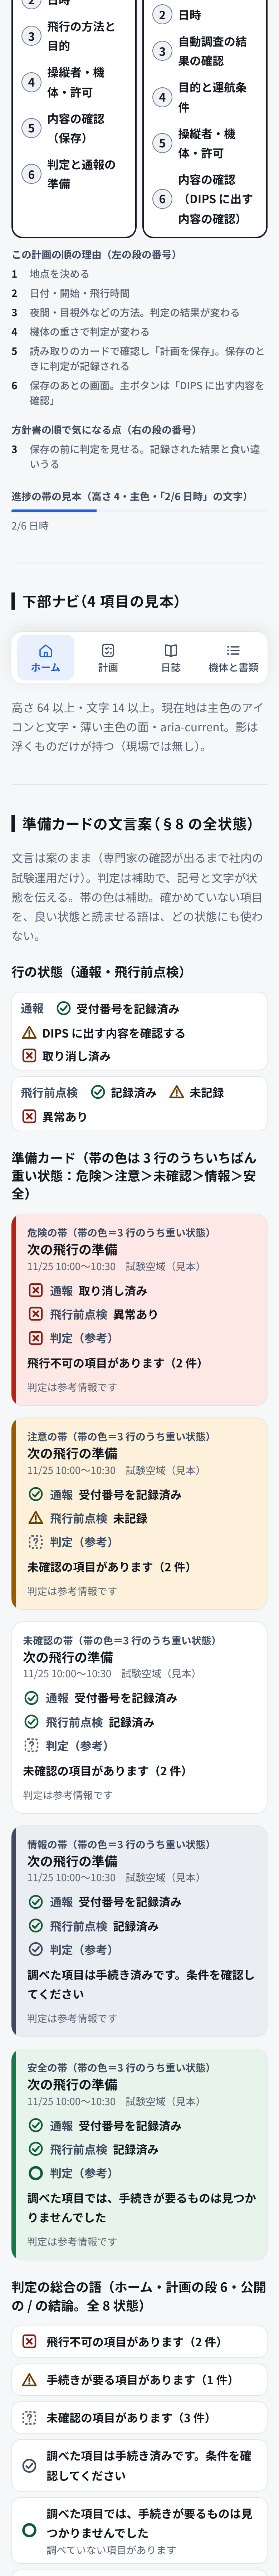 2 日時
3 飛行の方法と
目的
4 操縦者・機
体・許可
5 内容の確認
（保存）
6 判定と通報の
準備
2 日時
3 自動調査の結
果の確認
4 目的と運航条
件
5 操縦者・機
体・許可
6 内容の確認
（DIPS に出す
内容の確認）
この計画の順の理由（左の段の番号）
1 地点を決める
2 日付・開始・飛行時間
3 夜間・目視外などの方法。判定の結果が変わる
4 機体の重さで判定が変わる
5 読み取りのカードで確認し「計画を保存」。保存のと
きに判定が記録される
6 保存のあとの画面。主ボタンは「DIPS に出す内容を
確認」
方針書の順で気になる点（右の段の番号）
3 保存の前に判定を見せる。記録された結果と食い違
いうる
進捗の帯の見本（高さ 4・主色・「2/6 日時」の文字）
2/6 日時
下部ナビ（4 項目の見本）
ホーム 計画 日誌 機体と書類
高さ 64 以上・文字 14 以上。現在地は主色のアイ
コンと文字・薄い主色の面・aria-current。影は
浮くものだけが持つ（現場では無し）。
準備カードの文言案（§8 の全状態）
文言は案のまま（専門家の確認が出るまで社内の
試験運用だけ）。判定は補助で、記号と文字が状
態を伝える。帯の色は補助。確かめていない項目
を、良い状態と読ませる語は、どの状態にも使わ
ない。
行の状態（通報・飛行前点検）
通報 受付番号を記録済み
DIPS に出す内容を確認する
取り消し済み
飛行前点検 記録済み 未記録
異常あり
準備カード（帯の色は 3 行のうちいちばん
重い状態：危険＞注意＞未確認＞情報＞安
全）
危険の帯（帯の色＝3 行のうち重い状態）
次の飛行の準備
11/25 10:00〜10:30 試験空域（見本）
通報 取り消し済み
飛行前点検 異常あり
判定（参考）
飛行不可の項目があります（2 件）
判定は参考情報です
注意の帯（帯の色＝3 行のうち重い状態）
次の飛行の準備
11/25 10:00〜10:30 試験空域（見本）
通報 受付番号を記録済み
飛行前点検 未記録
判定（参考）
未確認の項目があります（2 件）
判定は参考情報です
未確認の帯（帯の色＝3 行のうち重い状態）
次の飛行の準備
11/25 10:00〜10:30 試験空域（見本）
通報 受付番号を記録済み
飛行前点検 記録済み
判定（参考）
未確認の項目があります（2 件）
判定は参考情報です
情報の帯（帯の色＝3 行のうち重い状態）
次の飛行の準備
11/25 10:00〜10:30 試験空域（見本）
通報 受付番号を記録済み
飛行前点検 記録済み
判定（参考）
調べた項目は手続き済みです。条件を確認し
てください
判定は参考情報です
安全の帯（帯の色＝3 行のうち重い状態）
次の飛行の準備
11/25 10:00〜10:30 試験空域（見本）
通報 受付番号を記録済み
飛行前点検 記録済み
判定（参考）
調べた項目では、手続きが要るものは見つか
りませんでした
判定は参考情報です
判定の総合の語（ホーム・計画の段 6・公開
の / の結論。全 8 状態）
飛行不可の項目があります（2 件）
手続きが要る項目があります（1 件）
未確認の項目があります（3 件）
調べた項目は手続き済みです。条件を確
認してください
調べた項目では、手続きが要るものは見
つかりませんでした
調べていない項目があります